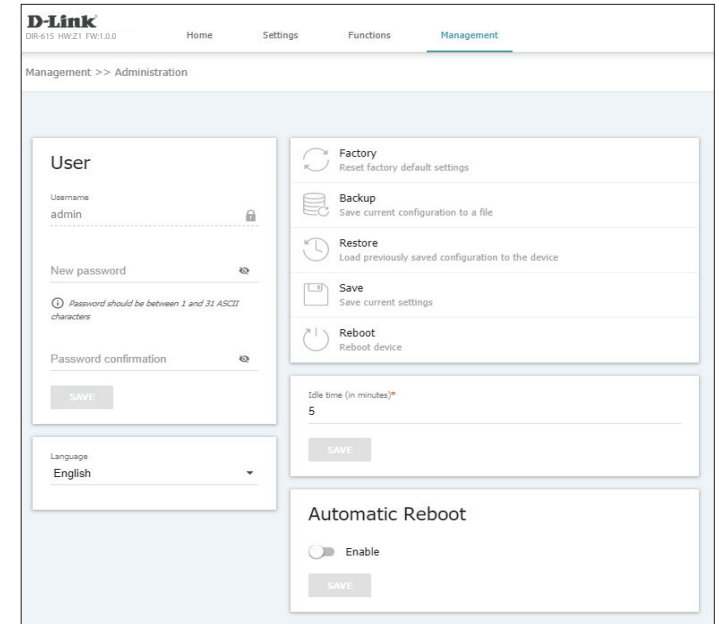 D-Link
DIR-615 HW:Z1 FW:1.0.0
Home Settings Functions Management
Management >> Administration
User
Username
admin
New password
Password should be between 1 and 31 ASCII
characters
Password confirmation
SAVE
Language
English
Factory
Reset factory default settings
Backup
Save current configuration to a file
Restore
Load previously saved configuration to the device
Save
Save current settings
Reboot
Reboot device
Idle time (in minutes)*
5
SAVE
Automatic Reboot
Enable
SAVE